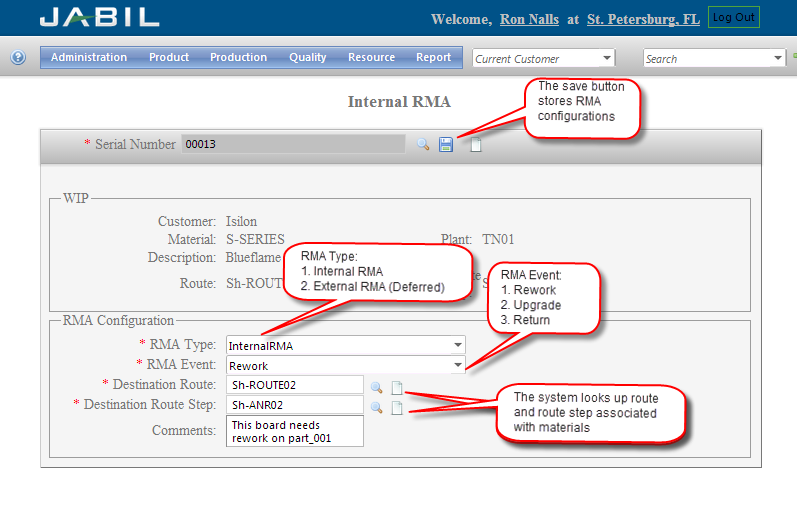 JABIL
Welcome, Ron Nalls at St. Petersburg, FL Log Out
Administration Product Production Quality Resource Report Current Customer Search
Internal RMA
The save button
stores RMA
configurations
* Serial Number 00013
WIP
Customer: Isilon
Material: S-SERIES Plant: TN01
Description: Blueflame
Route: Sh-ROUT
RMA Type:
1. Internal RMA
2. External RMA (Deferred)
RMA Event:
1. Rework
2. Upgrade
3. Return
RMA Configuration
* RMA Type: InternalRMA
* RMA Event: Rework
* Destination Route: Sh-ROUTE02
* Destination Route Step: Sh-ANR02
Comments: This board needs
rework on part_001
The system looks up route
and route step associated
with materials